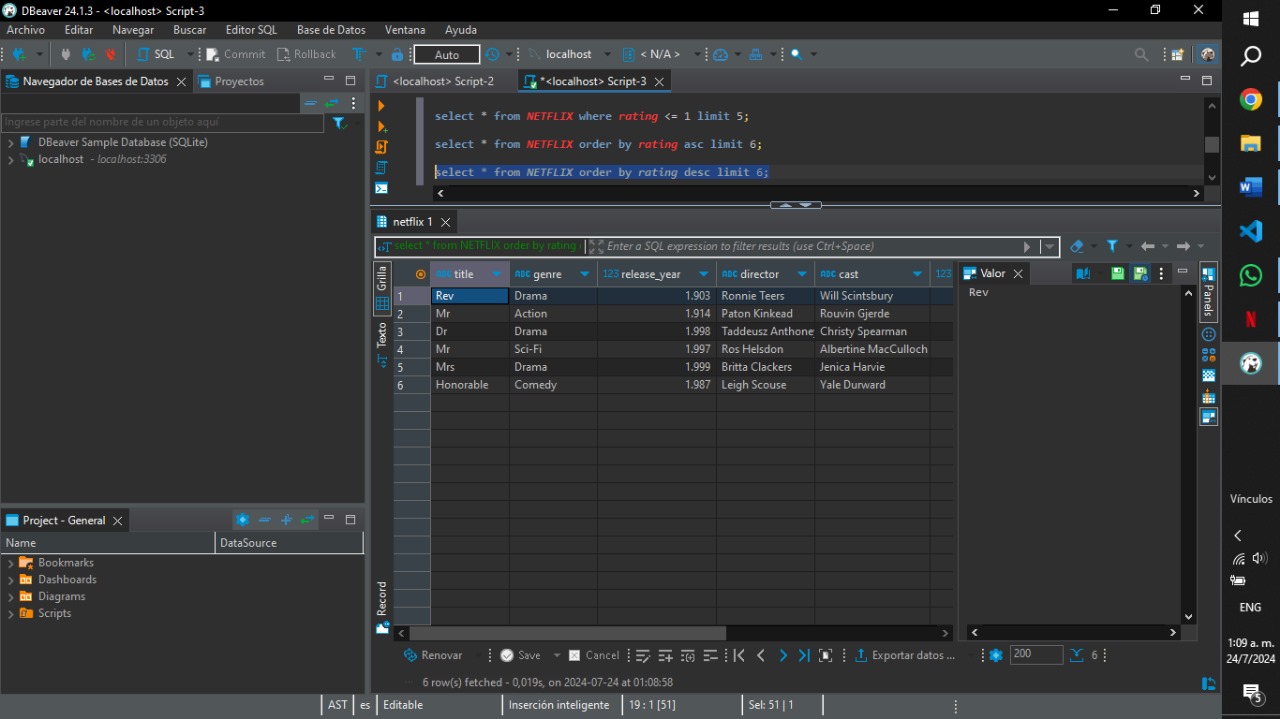 DBeaver 24.1.3 - <localhost> Script-3
Archivo Editar Navegar Buscar Editor SQL Base de Datos Ventana Ayuda
SQL Commit Rollback T Auto localhost < N/A >
Navegador de Bases de Datos Proyectos
Ingrese parte del nombre de un objeto aquí
DBeaver Sample Database (SQLite)
localhost - localhost:3306
<localhost> Script-2 *<localhost> Script-3
select * from NETFLIX where rating <= 1 limit 5;
select * from NETFLIX order by rating asc limit 6;
select * from NETFLIX order by rating desc limit 6;
netflix 1
select * from NETFLIX order by rating Enter a SQL expression to filter results (use Ctrl+Space)
Grilla
Texto
Record
ABC title ABC genre 123 release_year ABC director ABC cast 123
1 Rev Drama 1.903 Ronnie Teers Will Scintsbury
2 Mr Action 1.914 Paton Kinkead Rouvin Gjerde
3 Dr Drama 1.998 Taddeusz Anthone Christy Spearman
4 Mr Sci-Fi 1.997 Ros Helsdon Albertine MacCulloch
5 Mrs Drama 1.999 Britta Clackers Jenica Harvie
6 Honorable Comedy 1.987 Leigh Scouse Yale Durward
Valor
Rev
Panels
Renovar Save Cancel Exportar datos ... 200 6
6 row(s) fetched - 0,019s, on 2024-07-24 at 01:08:58
Project - General
Name DataSource
Bookmarks
Dashboards
Diagrams
Scripts
AST es Editable Inserción inteligente 19 : 1 [51] Sel: 51 | 1
Vínculos
ENG
1:09 a. m.
24/7/2024
5